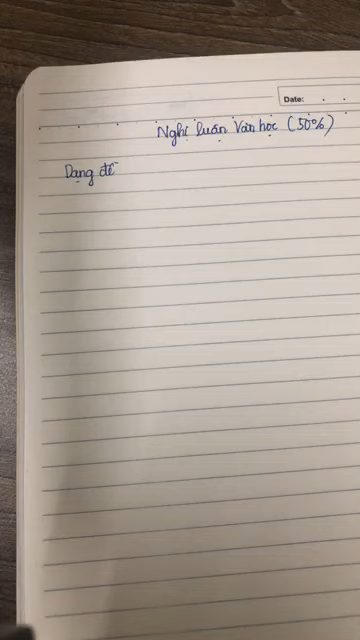 Date: . .
Nghị luận Văn học (50%)
Dạng đề